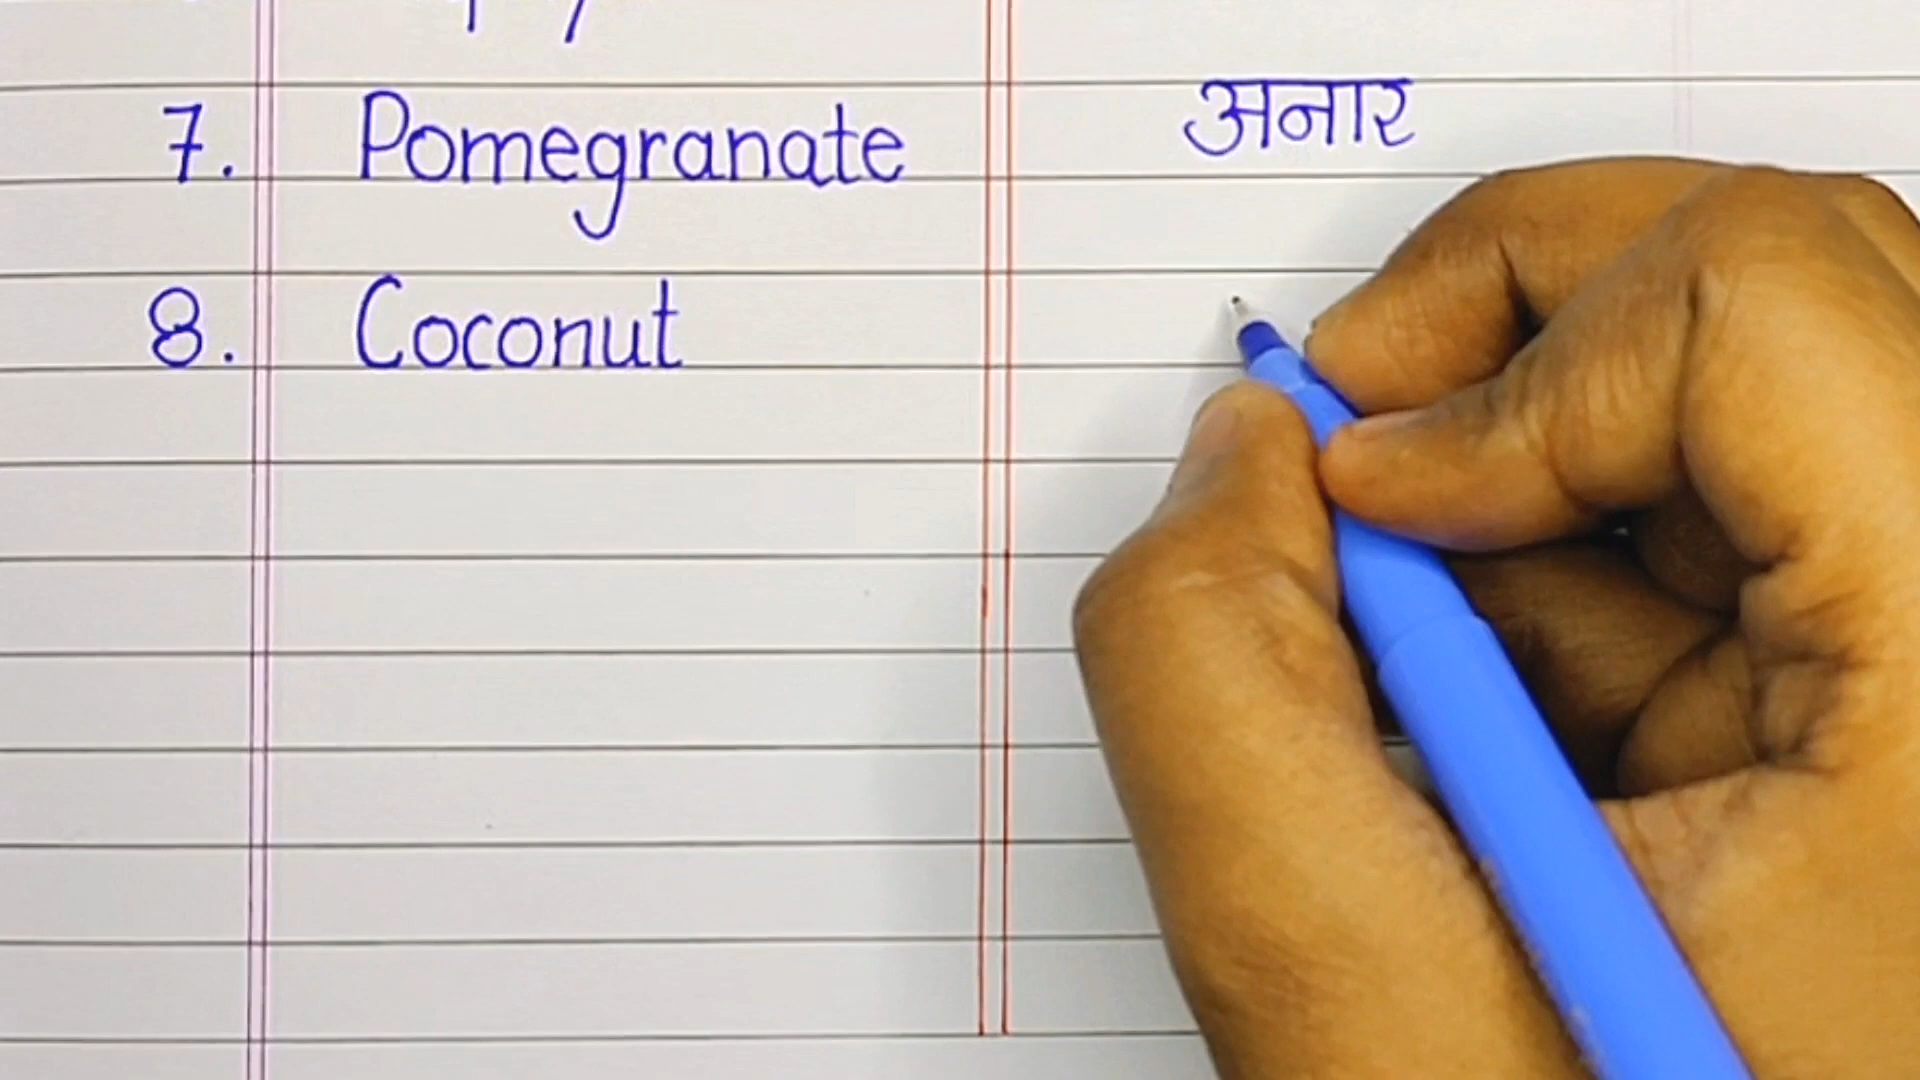 7. Pomegranate अनार
8. Coconut